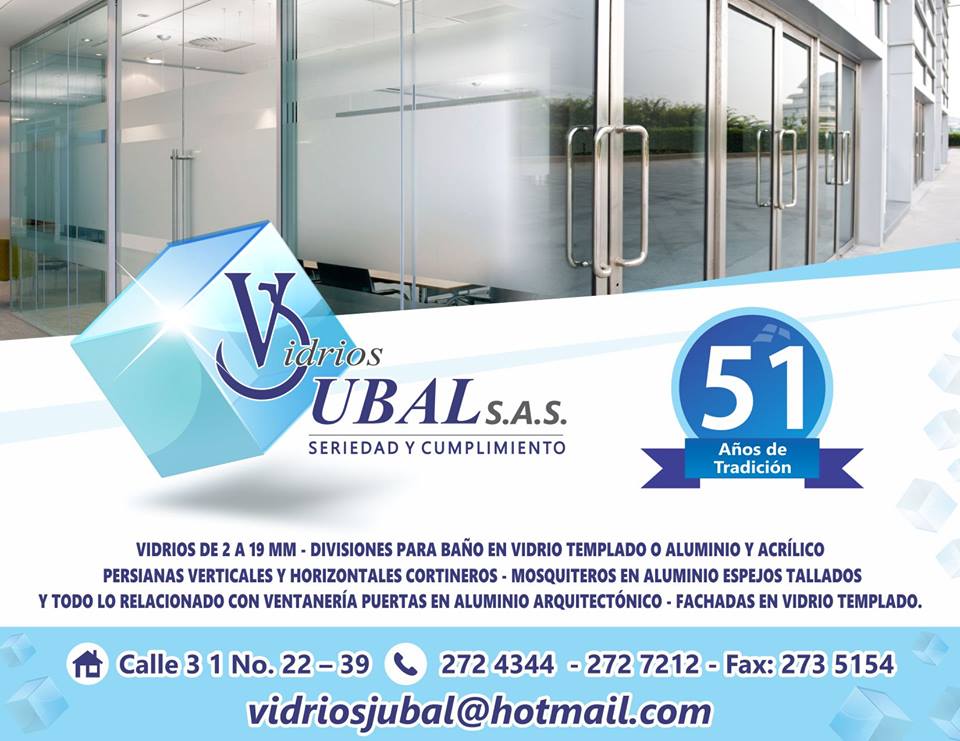 Vidrios
JUBAL S.A.S.
SERIEDAD Y CUMPLIMIENTO
51
Años de
Tradición
VIDRIOS DE 2 A 19 MM - DIVISIONES PARA BAÑO EN VIDRIO TEMPLADO O ALUMINIO Y ACRÍLICO
PERSIANAS VERTICALES Y HORIZONTALES CORTINEROS - MOSQUITEROS EN ALUMINIO ESPEJOS TALLADOS
Y TODO LO RELACIONADO CON VENTANERÍA PUERTAS EN ALUMINIO ARQUITECTÓNICO - FACHADAS EN VIDRIO TEMPLADO.
Calle 3 1 No. 22 – 39 272 4344 - 272 7212 - Fax: 273 5154
vidriosjubal@hotmail.com